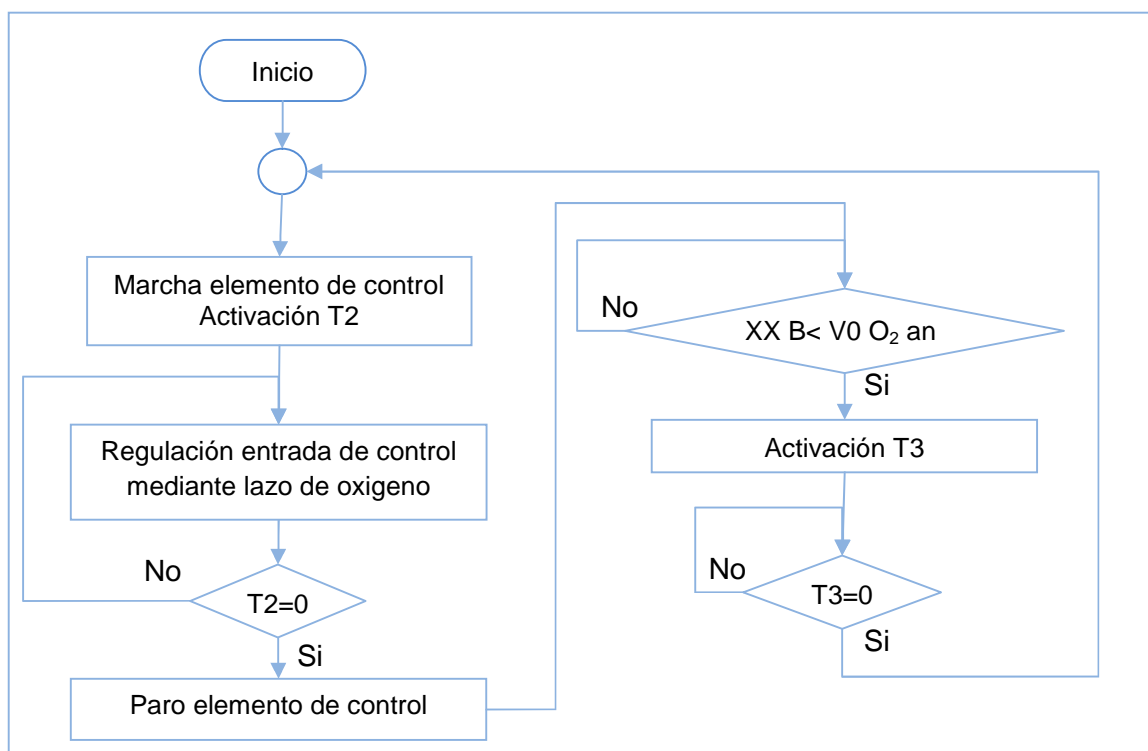 Inicio
Marcha elemento de control
Activación T2
Regulación entrada de control
mediante lazo de oxigeno
No
T2=0
Si
Paro elemento de control
No
XX B< V0 O₂ an
Si
Activación T3
No
T3=0
Si